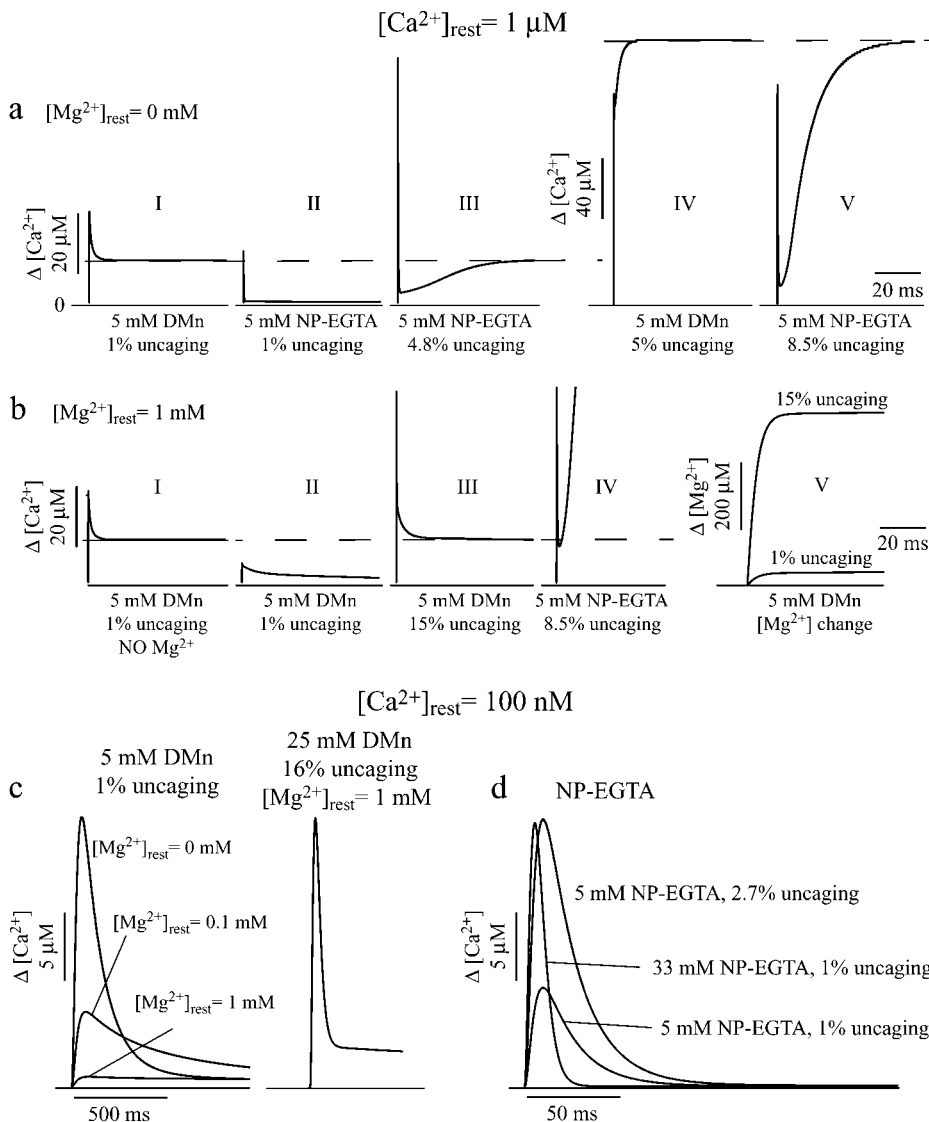 [Ca2+]rest= 1 µM
a [Mg2+]rest= 0 mM
Δ [Ca2+]
20 µM
0
I
II
III
Δ [Ca2+]
40 µM
IV
V
20 ms
5 mM DMn
1% uncaging
5 mM NP-EGTA
1% uncaging
5 mM NP-EGTA
4.8% uncaging
5 mM DMn
5% uncaging
5 mM NP-EGTA
8.5% uncaging
b [Mg2+]rest= 1 mM
Δ [Ca2+]
20 µM
I
II
III
IV
Δ [Mg2+]
200 µM
15% uncaging
V
1% uncaging
20 ms
5 mM DMn
1% uncaging
NO Mg2+
5 mM DMn
1% uncaging
5 mM DMn
15% uncaging
5 mM NP-EGTA
8.5% uncaging
5 mM DMn
[Mg2+] change
[Ca2+]rest= 100 nM
c
5 mM DMn
1% uncaging
25 mM DMn
16% uncaging
[Mg2+]rest= 1 mM
[Mg2+]rest= 0 mM
[Mg2+]rest= 0.1 mM
[Mg2+]rest= 1 mM
Δ [Ca2+]
5 µM
500 ms
d NP-EGTA
Δ [Ca2+]
5 µM
5 mM NP-EGTA, 2.7% uncaging
33 mM NP-EGTA, 1% uncaging
5 mM NP-EGTA, 1% uncaging
50 ms